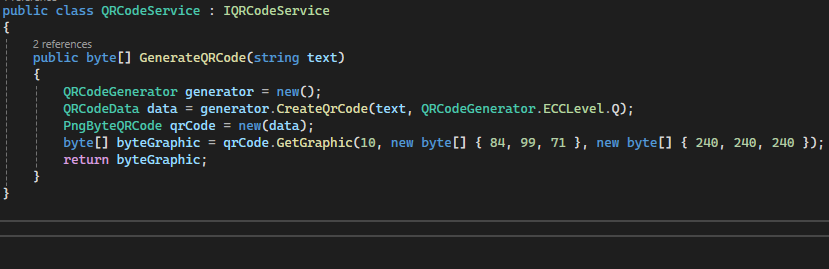 public class QRCodeService : IQRCodeService
{
2 references
public byte[] GenerateQRCode(string text)
{
QRCodeGenerator generator = new();
QRCodeData data = generator.CreateQrCode(text, QRCodeGenerator.ECCLevel.Q);
PngByteQRCode qrCode = new(data);
byte[] byteGraphic = qrCode.GetGraphic(10, new byte[] { 84, 99, 71 }, new byte[] { 240, 240, 240 });
return byteGraphic;
}
}